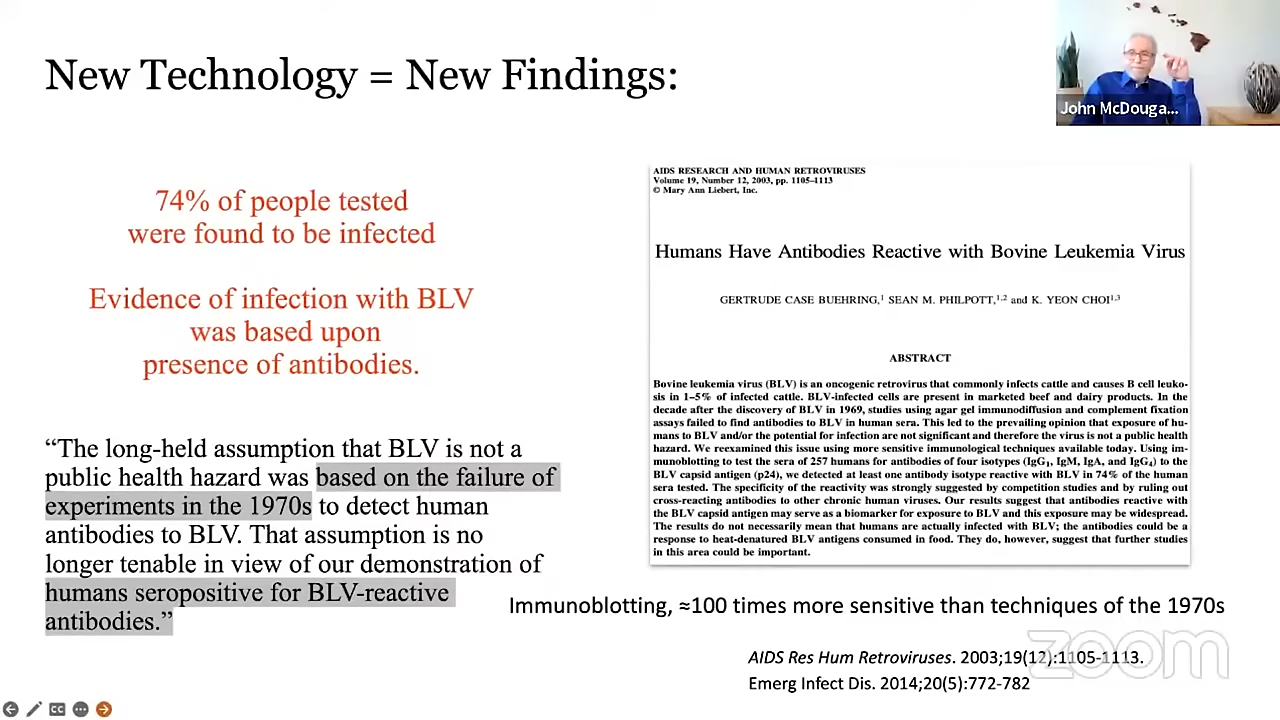 New Technology = New Findings:
John McDouga...
74% of people tested
were found to be infected
Evidence of infection with BLV
was based upon
presence of antibodies.
“The long-held assumption that BLV is not a
public health hazard was based on the failure of
experiments in the 1970s to detect human
antibodies to BLV. That assumption is no
longer tenable in view of our demonstration of
humans seropositive for BLV-reactive
antibodies.”
AIDS RESEARCH AND HUMAN RETROVIRUSES
Volume 19, Number 12, 2003, pp. 1105–1113
© Mary Ann Liebert, Inc.
Humans Have Antibodies Reactive with Bovine Leukemia Virus
GERTRUDE CASE BUEHRING,¹ SEAN M. PHILPOTT,¹,² and K. YEON CHOI¹,³
ABSTRACT
Bovine leukemia virus (BLV) is an oncogenic retrovirus that commonly infects cattle and causes B cell leuko-
sis in 1–5% of infected cattle. BLV-infected cells are present in marketed beef and dairy products. In the
decade after the discovery of BLV in 1969, studies using agar gel immunodiffusion and complement fixation
assays failed to find antibodies to BLV in human sera. This led to the prevailing opinion that exposure of hu-
mans to BLV and/or the potential for infection are not significant and therefore the virus is not a public health
hazard. We reexamined this issue using more sensitive immunological techniques available today. Using im-
munoblotting to test the sera of 257 humans for antibodies of four isotypes (IgG₁, IgM, IgA, and IgG₄) to the
BLV capsid antigen (p24), we detected at least one antibody isotype reactive with BLV in 74% of the human
sera tested. The specificity of the reactivity was strongly suggested by competition studies and by ruling out
cross-reacting antibodies to other chronic human viruses. Our results suggest that antibodies reactive with
the BLV capsid antigen may serve as a biomarker for exposure to BLV and this exposure may be widespread.
The results do not necessarily mean that humans are actually infected with BLV; the antibodies could be a
response to heat-denatured BLV antigens consumed in food. They do, however, suggest that further studies
in this area could be important.
Immunoblotting, ≈100 times more sensitive than techniques of the 1970s
AIDS Res Hum Retroviruses. 2003;19(12):1105-1113.
Emerg Infect Dis. 2014;20(5):772-782
zoom